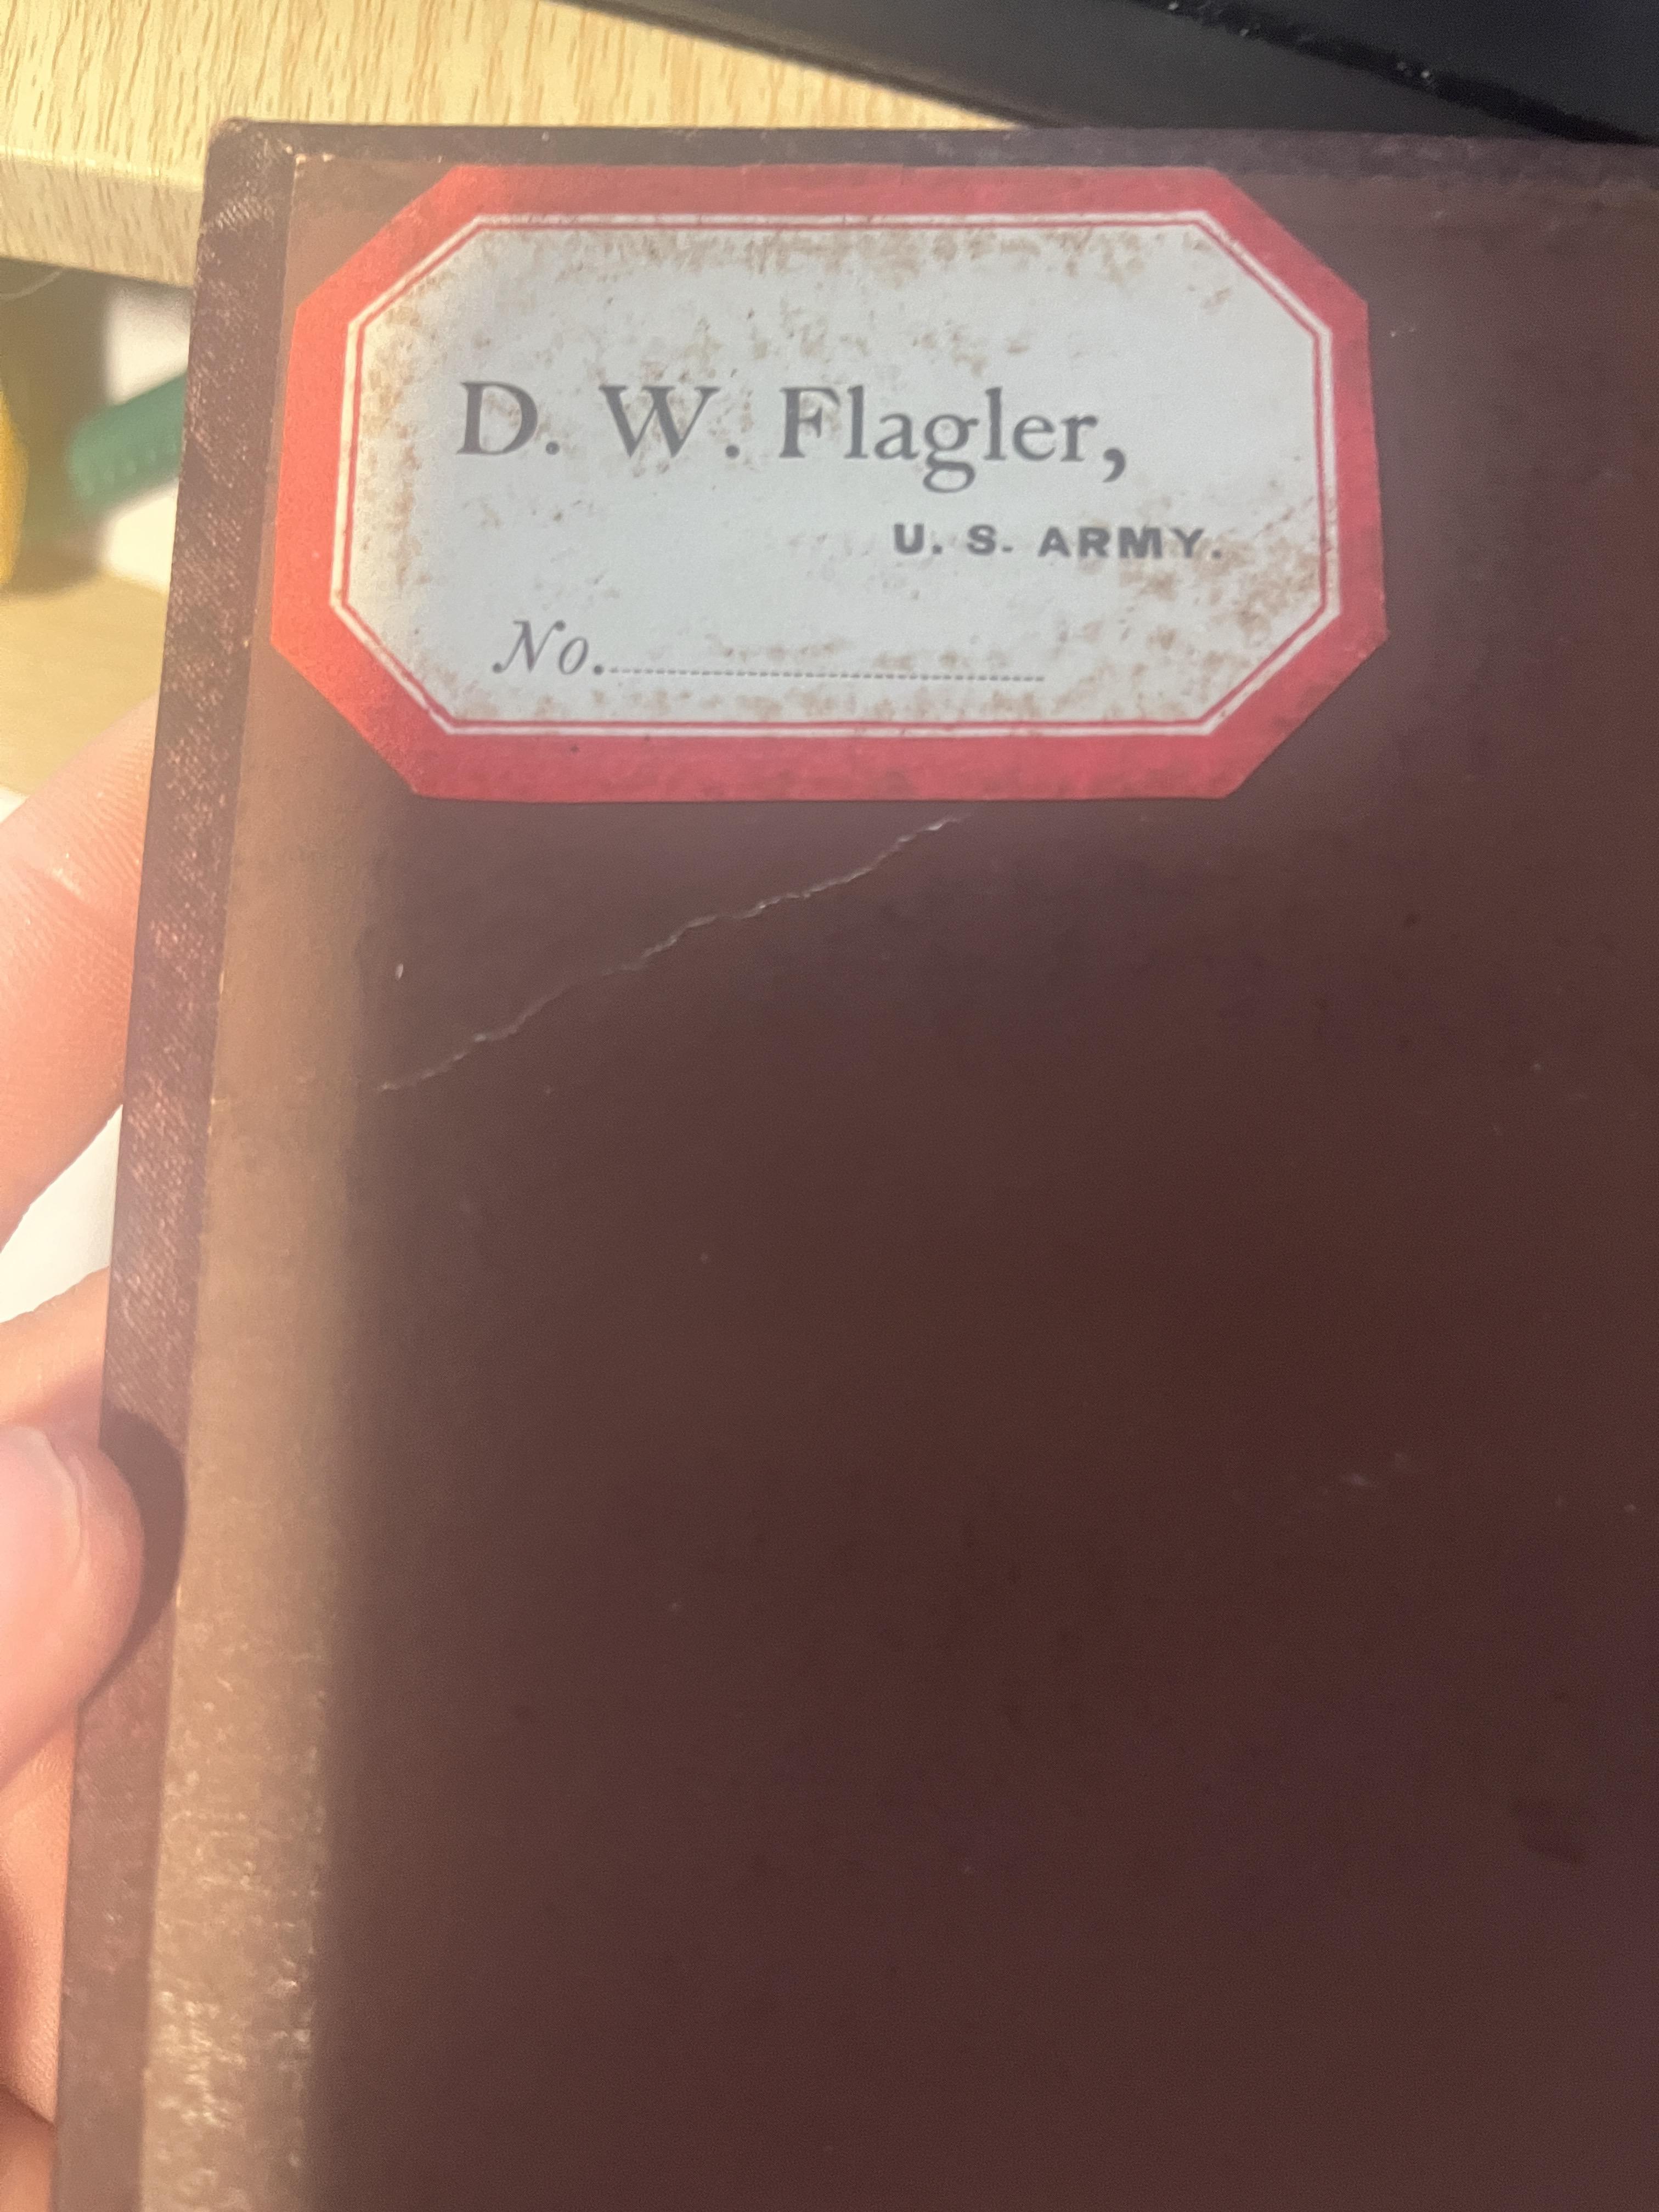 D. W. Flagler,
U. S. ARMY.
No.